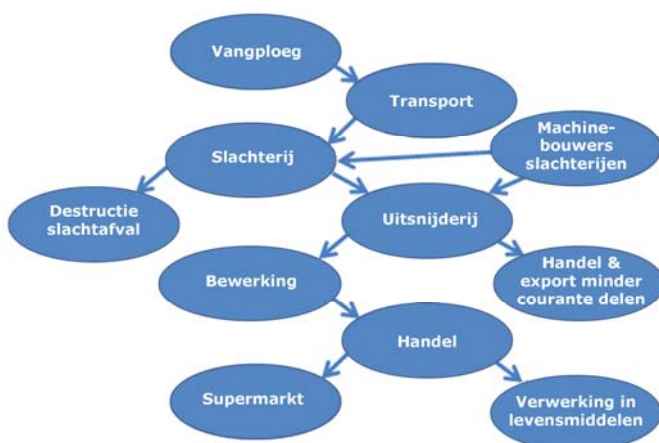 Vangploeg
Transport
Machine-
bouwers
slachterijen
Slachterij
Destructie
slachtafval
Uitsnijderij
Bewerking
Handel &
export minder
courante delen
Handel
Supermarkt
Verwerking in
levensmiddelen